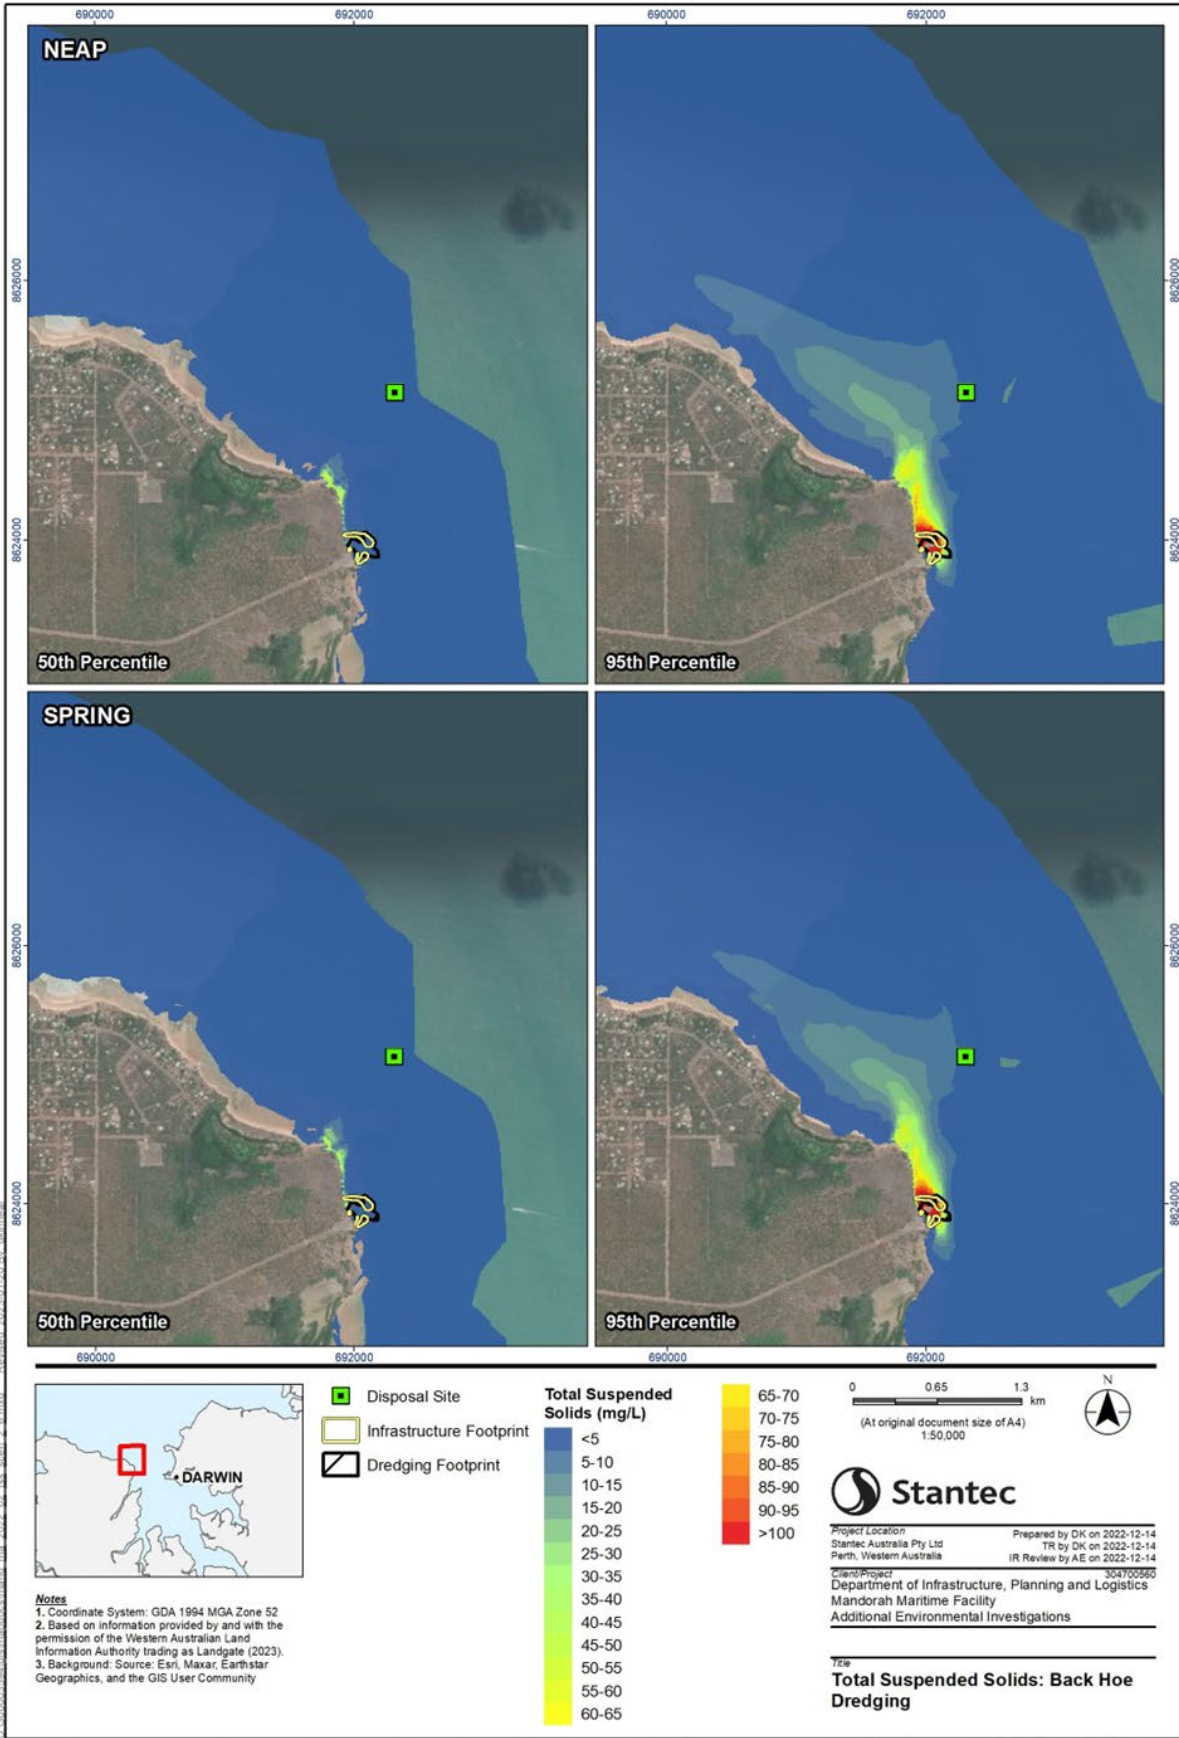 690000 692000 690000 692000
NEAP
8626000
8626000
8624000
8624000
50th Percentile 95th Percentile
SPRING
8626000
8626000
8624000
8624000
50th Percentile 95th Percentile
690000 692000 690000 692000
DARWIN
Notes
1. Coordinate System: GDA 1994 MGA Zone 52
2. Based on information provided by and with the
permission of the Western Australian Land
Information Authority trading as Landgate (2023).
3. Background: Source: Esri, Maxar, Earthstar
Geographics, and the GIS User Community
Disposal Site
Infrastructure Footprint
Dredging Footprint
Total Suspended
Solids (mg/L)
<5
5-10
10-15
15-20
20-25
25-30
30-35
35-40
40-45
45-50
50-55
55-60
60-65
65-70
70-75
75-80
80-85
85-90
90-95
>100
0 0.65 1.3
km
(At original document size of A4)
1:50,000
N
Stantec
Project Location
Stantec Australia Pty Ltd
Perth, Western Australia
Prepared by DK on 2022-12-14
TR by DK on 2022-12-14
IR Review by AE on 2022-12-14
Client/Project 304700560
Department of Infrastructure, Planning and Logistics
Mandorah Maritime Facility
Additional Environmental Investigations
Title
Total Suspended Solids: Back Hoe
Dredging